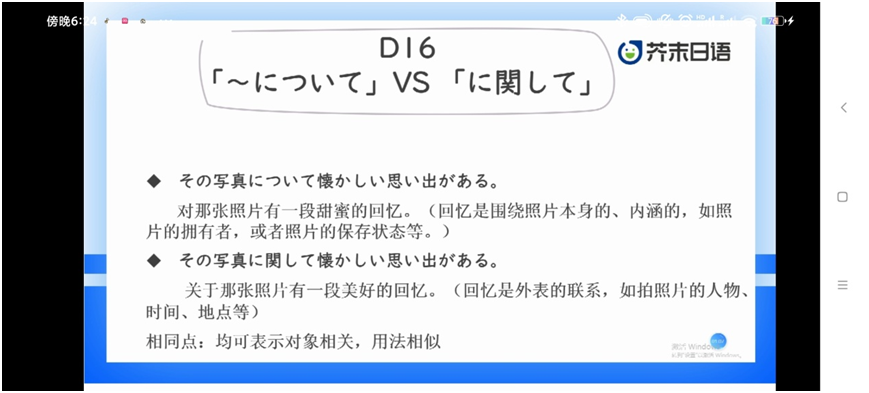 傍晚6:24
D16
芥末日语
「～について」VS 「に関して」
◆ その写真について懐かしい思い出がある。
对那张照片有一段甜蜜的回忆。（回忆是围绕照片本身的、内涵的，如照
片的拥有者，或者照片的保存状态等。）
◆ その写真に関して懐かしい思い出がある。
关于那张照片有一段美好的回忆。（回忆是外表的联系，如拍照片的人物、
时间、地点等）
相同点：均可表示对象相关，用法相似
激活 Windows